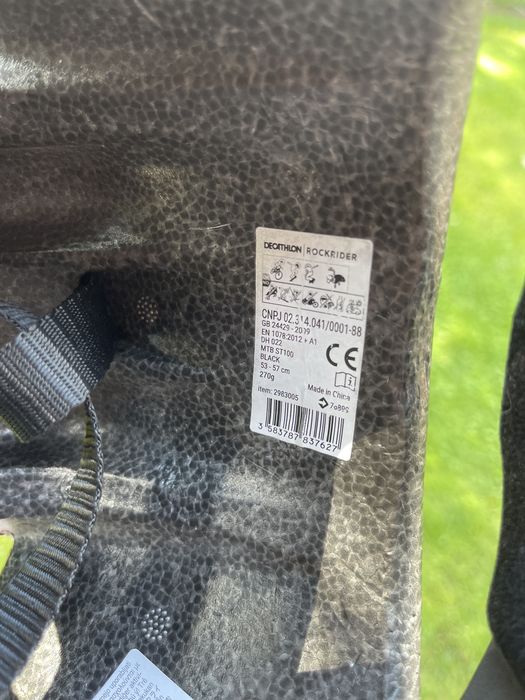 DECATHLON | ROCKRIDER
CNPJ 02.314.041/0001-88
GB 24429 - 2019
EN 1078:2012 + A1
DH 022
MTB ST100
BLACK
53 - 57 cm
270g
CE
Made in China
item: 2983005
3 583787 837627